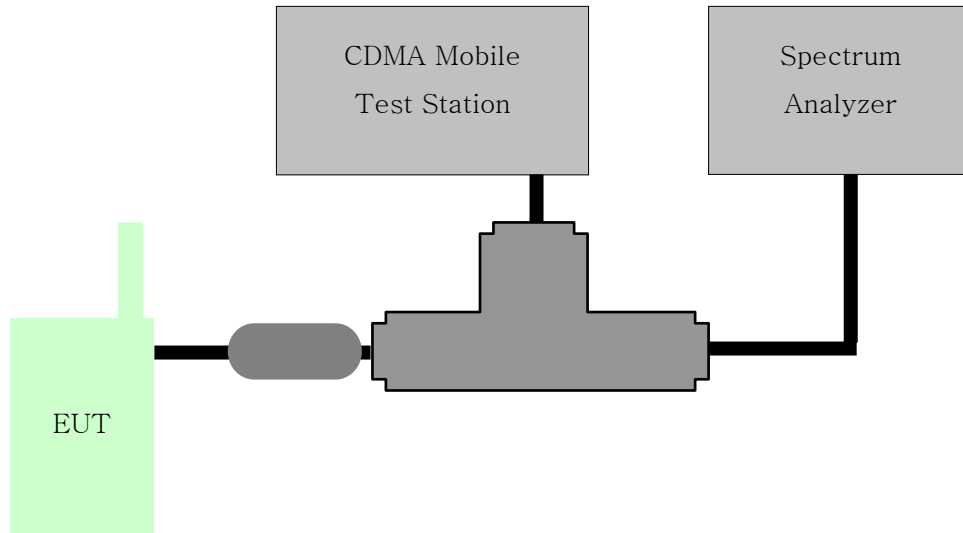 CDMA Mobile
Test Station
Spectrum
Analyzer
EUT